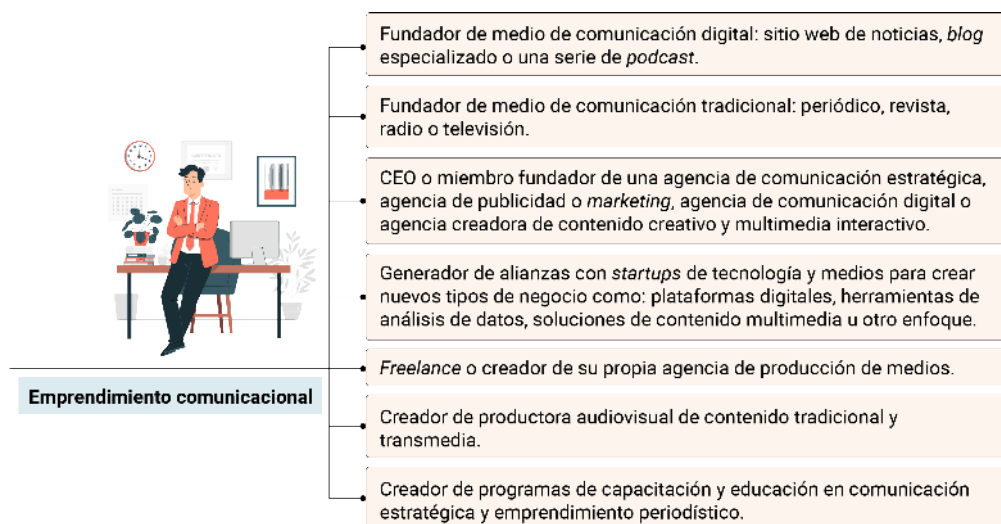 Fundador de medio de comunicación digital: sitio web de noticias, blog
especializado o una serie de podcast.
Fundador de medio de comunicación tradicional: periódico, revista,
radio o televisión.
CEO o miembro fundador de una agencia de comunicación estratégica,
agencia de publicidad o marketing, agencia de comunicación digital o
agencia creadora de contenido creativo y multimedia interactivo.
Generador de alianzas con startups de tecnología y medios para crear
nuevos tipos de negocio como: plataformas digitales, herramientas de
análisis de datos, soluciones de contenido multimedia u otro enfoque.
Freelance o creador de su propia agencia de producción de medios.
Emprendimiento comunicacional
Creador de productora audiovisual de contenido tradicional y
transmedia.
Creador de programas de capacitación y educación en comunicación
estratégica y emprendimiento periodístico.